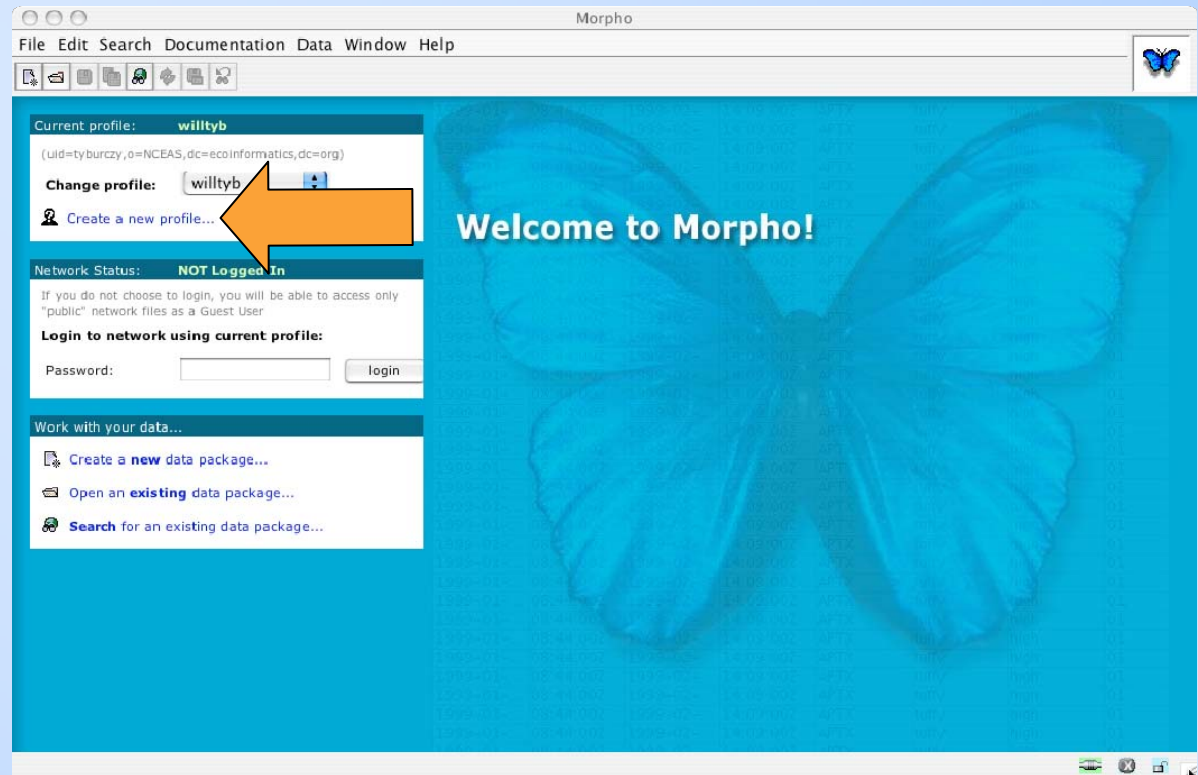 Morpho
File Edit Search Documentation Data Window Help
Current profile: willtyb
(uid=tyburczy,o=NCEAS,dc=ecoinformatics,dc=org)
Change profile: willtyb
Create a new profile...
Welcome to Morpho!
Network Status: NOT Logged In
If you do not choose to login, you will be able to access only
"public" network files as a Guest User
Login to network using current profile:
Password: login
Work with your data...
Create a new data package...
Open an existing data package...
Search for an existing data package...